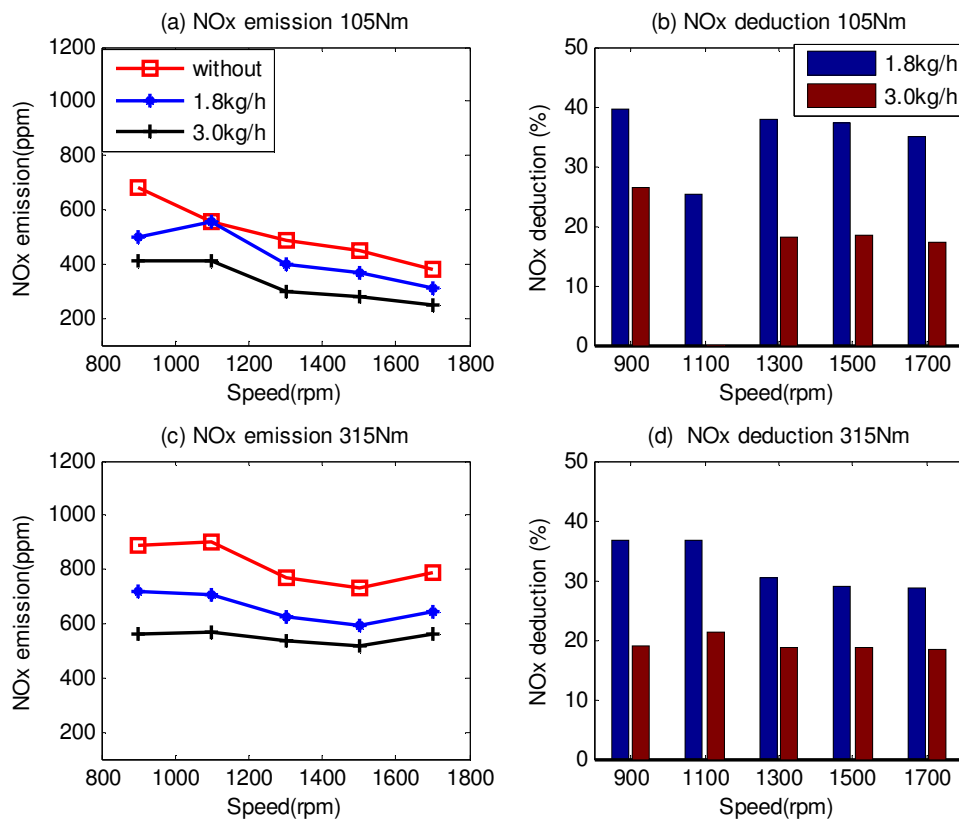 (a) NOx emission 105Nm
1200
1000
800
600
400
200
NOx emission(ppm)
without
1.8kg/h
3.0kg/h
800 1000 1200 1400 1600 1800
Speed(rpm)
(b) NOx deduction 105Nm
50
40
30
20
10
0
NOx deduction (%)
1.8kg/h
3.0kg/h
900 1100 1300 1500 1700
Speed(rpm)
(c) NOx emission 315Nm
1200
1000
800
600
400
200
NOx emission(ppm)
800 1000 1200 1400 1600 1800
Speed(rpm)
(d) NOx deduction 315Nm
50
40
30
20
10
0
NOx deduction (%)
900 1100 1300 1500 1700
Speed(rpm)